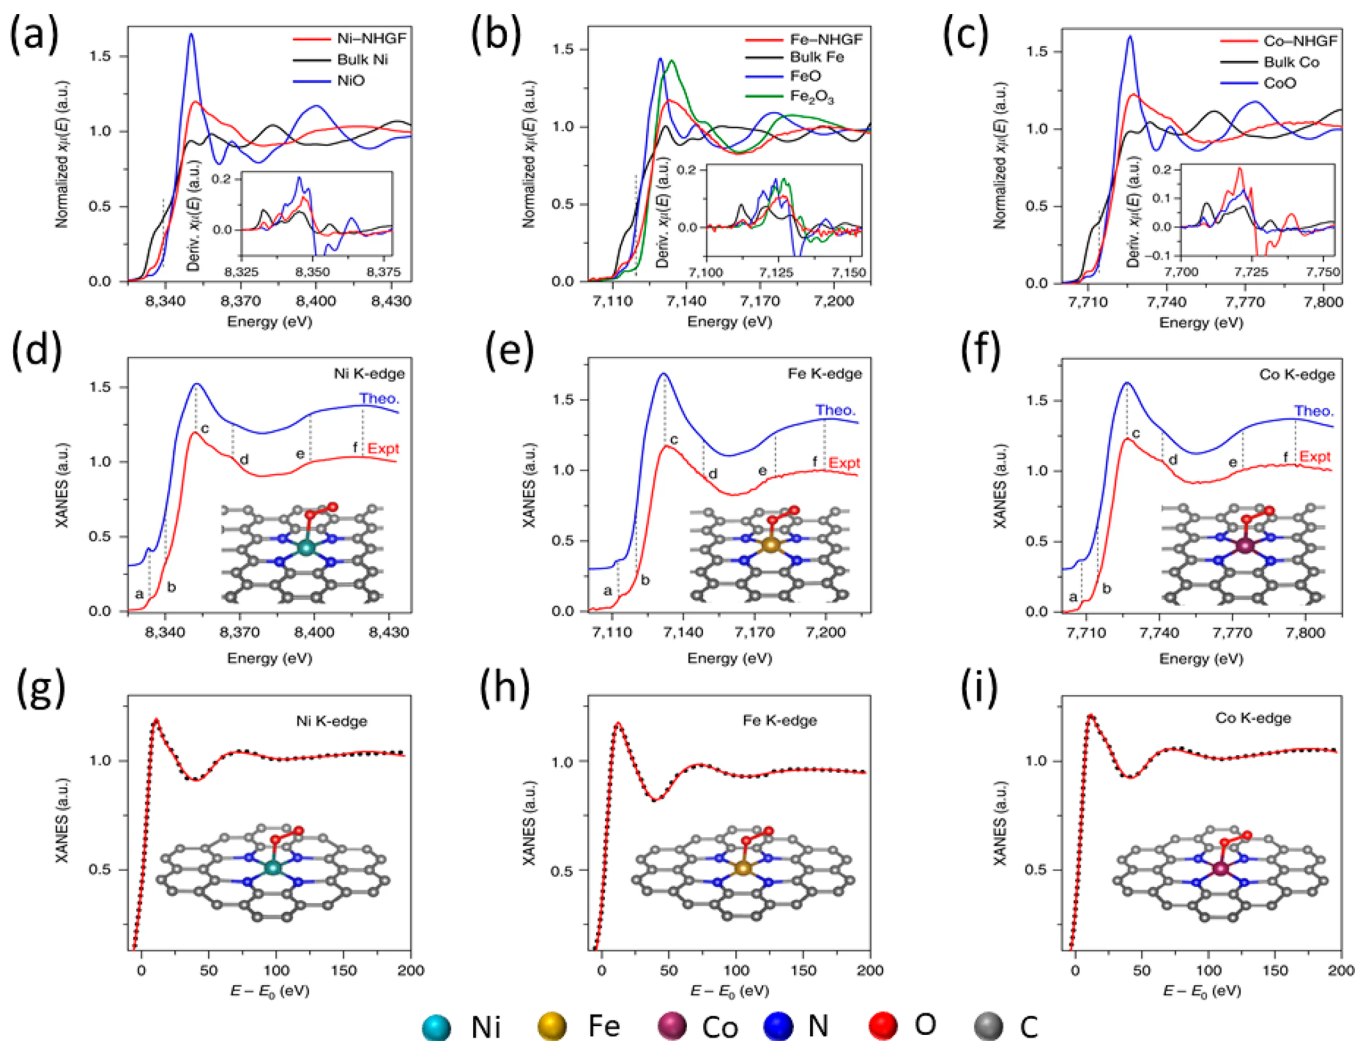 (a)
Normalized xμ(E) (a.u.)
1.5
1.0
0.5
0.0
Ni–NHGF
Bulk Ni
NiO
Deriv. xμ(E) (a.u.)
0.2
0.0
8,325 8,350 8,375
8,340 8,370 8,400 8,430
Energy (eV)
(b)
Normalized xμ(E) (a.u.)
1.5
1.0
0.5
0.0
Fe–NHGF
Bulk Fe
FeO
Fe₂O₃
Deriv. xμ(E) (a.u.)
0.2
0.1
0.0
7,100 7,125 7,150
7,110 7,140 7,170 7,200
Energy (eV)
(c)
Normalized xμ(E) (a.u.)
1.5
1.0
0.5
0.0
Co–NHGF
Bulk Co
CoO
Deriv. xμ(E) (a.u.)
0.2
0.1
0.0
–0.1
7,700 7,725 7,750
7,710 7,740 7,770 7,800
Energy (eV)
(d)
XANES (a.u.)
1.5
1.0
0.5
0.0
Ni K-edge
Theo.
Expt
a b c d e f
8,340 8,370 8,400 8,430
Energy (eV)
(e)
XANES (a.u.)
1.5
1.0
0.5
0.0
Fe K-edge
Theo.
Expt
a b c d e f
7,110 7,140 7,170 7,200
Energy (eV)
(f)
XANES (a.u.)
1.5
1.0
0.5
0.0
Co K-edge
Theo.
Expt
a b c d e f
7,710 7,740 7,770 7,800
Energy (eV)
(g)
XANES (a.u.)
1.0
0.5
Ni K-edge
0 50 100 150 200
E – E₀ (eV)
(h)
XANES (a.u.)
1.0
0.5
Fe K-edge
0 50 100 150 200
E – E₀ (eV)
(i)
XANES (a.u.)
1.0
0.5
Co K-edge
0 50 100 150 200
E – E₀ (eV)
Ni Fe Co N O C